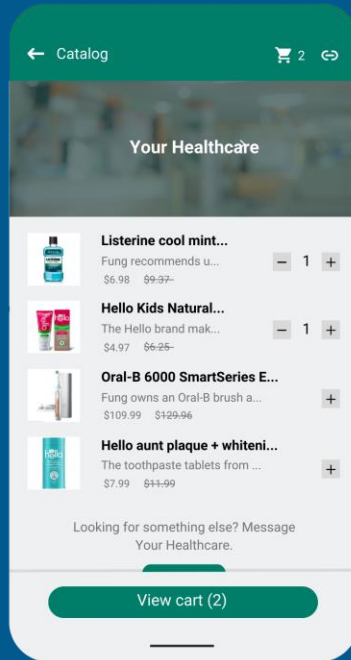 Catalog
2
Your Healthcare
Listerine cool mint...
Fung recommends u...
1
$6.98 $9.37
Hello Kids Natural...
The Hello brand mak...
1
$4.97 $6.25
Oral-B 6000 SmartSeries E...
Fung owns an Oral-B brush a...
$109.99 $129.96
Hello aunt plaque + whiteni...
The toothpaste tablets from ...
$7.99 $11.99
Looking for something else? Message
Your Healthcare.
View cart (2)